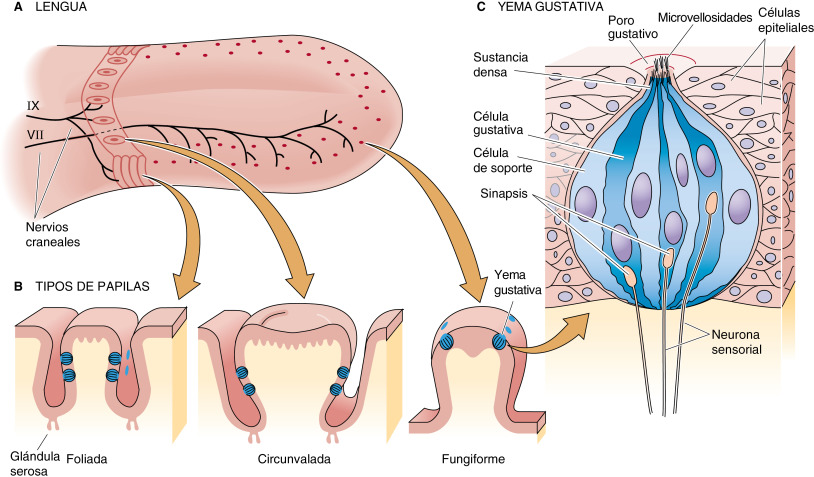 A LENGUA
IX
VII
Nervios
craneales
B TIPOS DE PAPILAS
Yema
gustativa
Glándula
serosa
Foliada
Circunvalada
Fungiforme
C YEMA GUSTATIVA
Poro
gustativo
Microvellosidades
Células
epiteliales
Sustancia
densa
Célula
gustativa
Célula
de soporte
Sinapsis
Neurona
sensorial